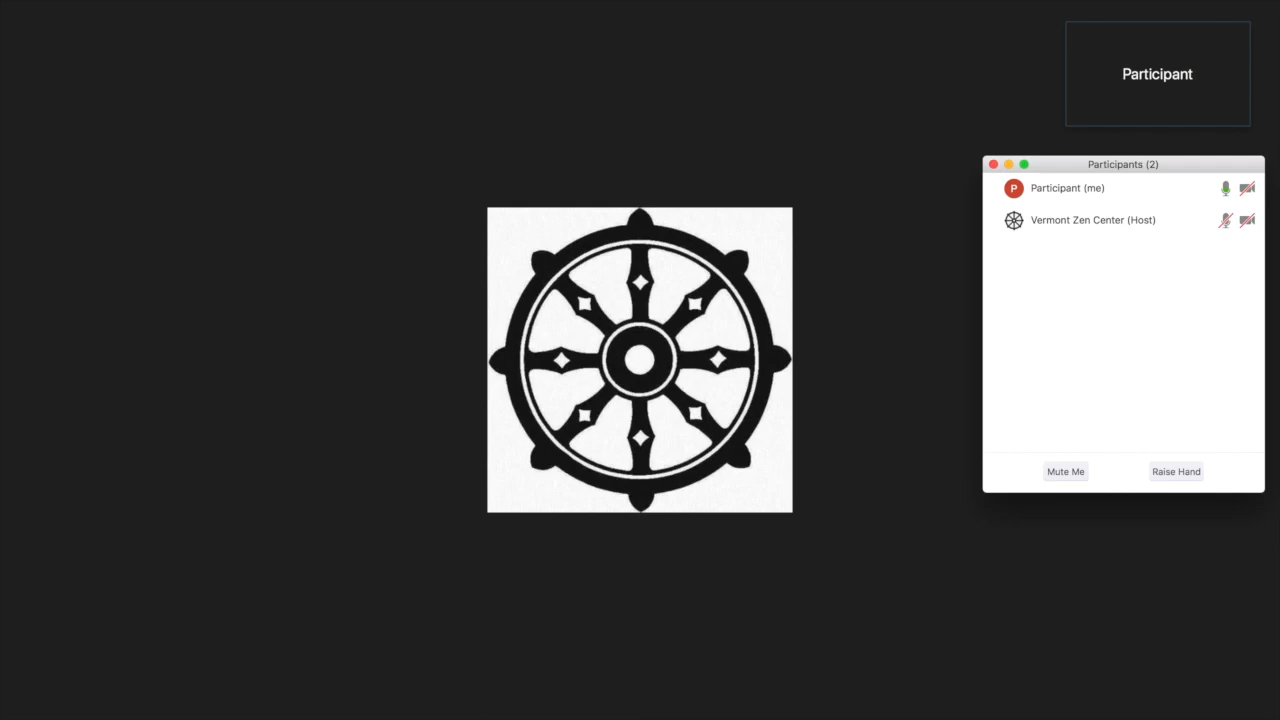 Participant
Participants (2)
P
Participant (me)
Vermont Zen Center (Host)
Mute Me
Raise Hand